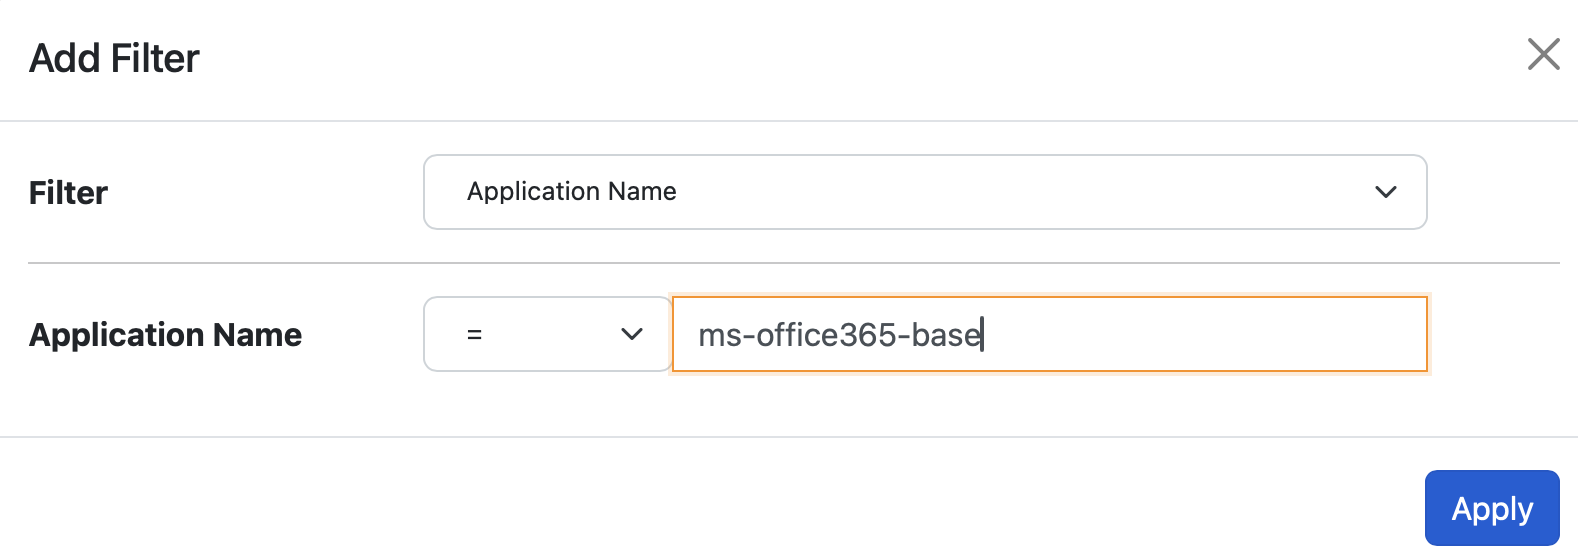 Add Filter
Filter
Application Name
Application Name
=
ms-office365-base
Apply